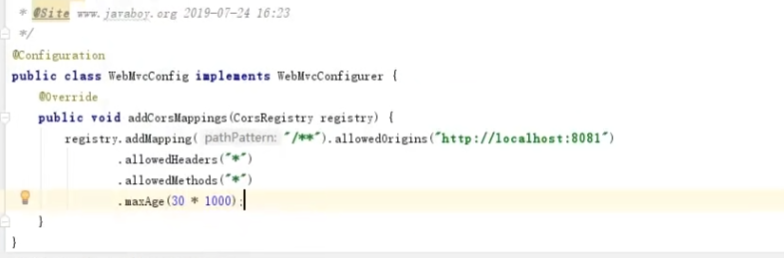 * @Site www.javaboy.org 2019-07-24 16:23
*/
@Configuration
public class WebMvcConfig implements WebMvcConfigurer {
@Override
public void addCorsMappings(CorsRegistry registry) {
registry.addMapping( pathPattern: "/**").allowedOrigins("http://localhost:8081")
.allowedHeaders("*")
.allowedMethods("*")
.maxAge(30 * 1000);
}
}